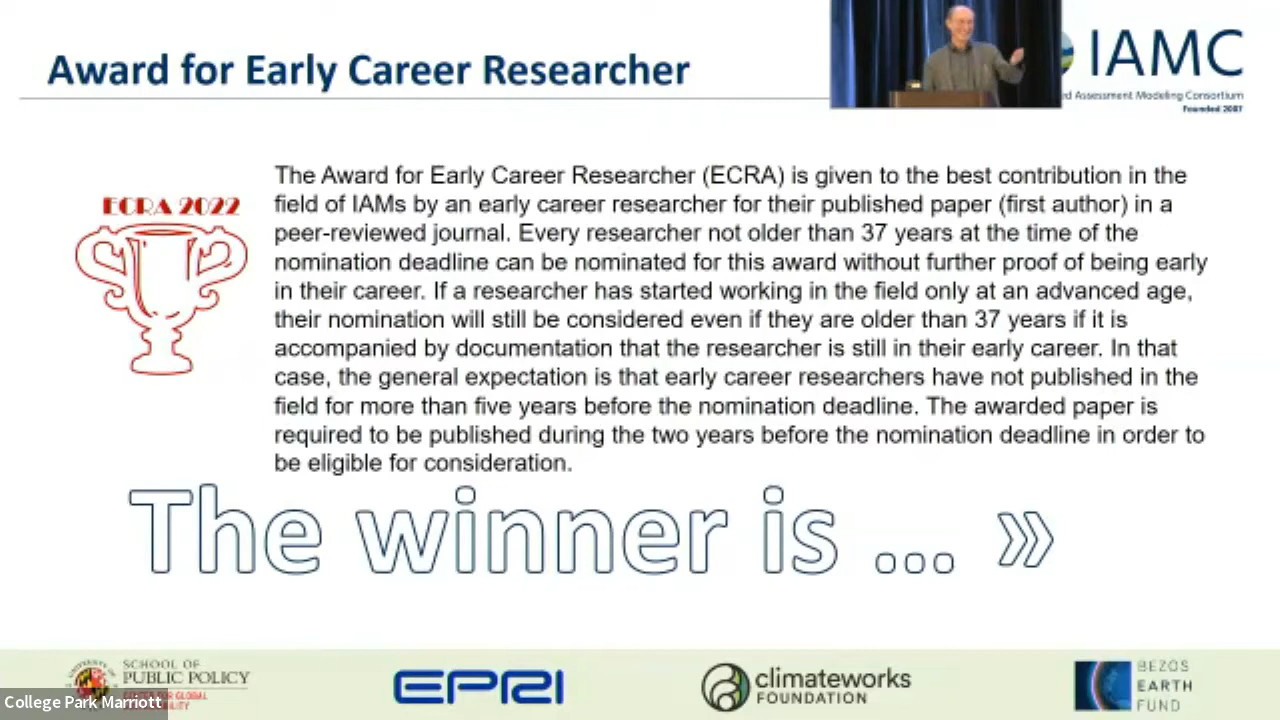 Award for Early Career Researcher
IAMC
ed Assessment Modeling Consortium
Founded 2007
ECRA 2022
The Award for Early Career Researcher (ECRA) is given to the best contribution in the
field of IAMs by an early career researcher for their published paper (first author) in a
peer-reviewed journal. Every researcher not older than 37 years at the time of the
nomination deadline can be nominated for this award without further proof of being early
in their career. If a researcher has started working in the field only at an advanced age,
their nomination will still be considered even if they are older than 37 years if it is
accompanied by documentation that the researcher is still in their early career. In that
case, the general expectation is that early career researchers have not published in the
field for more than five years before the nomination deadline. The awarded paper is
required to be published during the two years before the nomination deadline in order to
be eligible for consideration.
The winner is ... »
SCHOOL OF
PUBLIC POLICY
FOR GLOBAL
College Park Marriott
EPRI
climateworks
FOUNDATION
BEZOS
EARTH
FUND